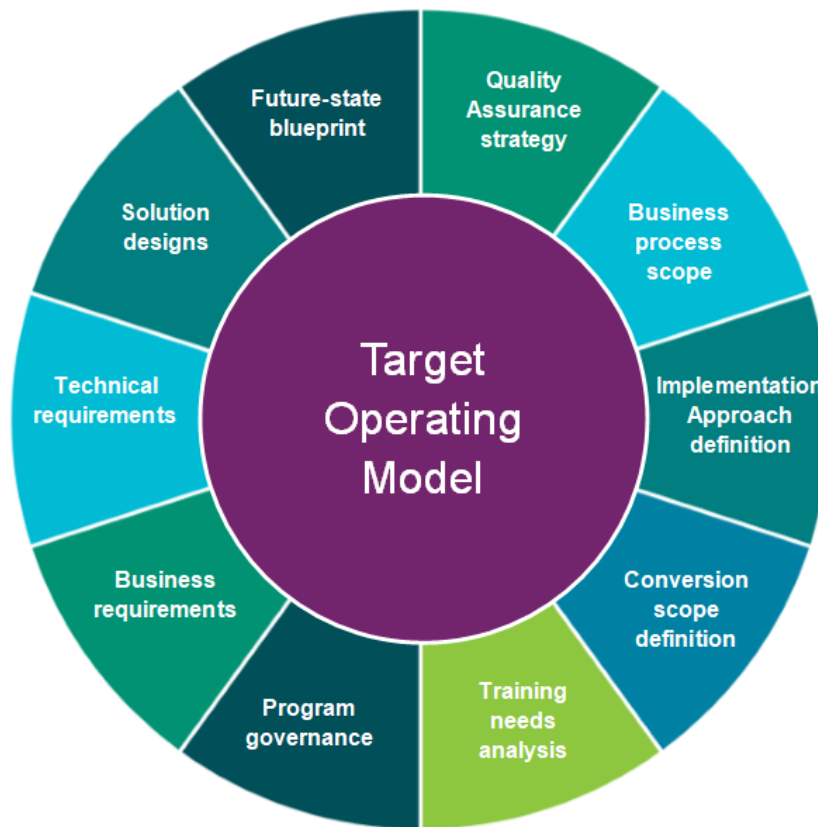 Future-state
blueprint
Quality
Assurance
strategy
Business
process
scope
Implementation
Approach
definition
Conversion
scope
definition
Training
needs
analysis
Program
governance
Business
requirements
Technical
requirements
Solution
designs
Target
Operating
Model